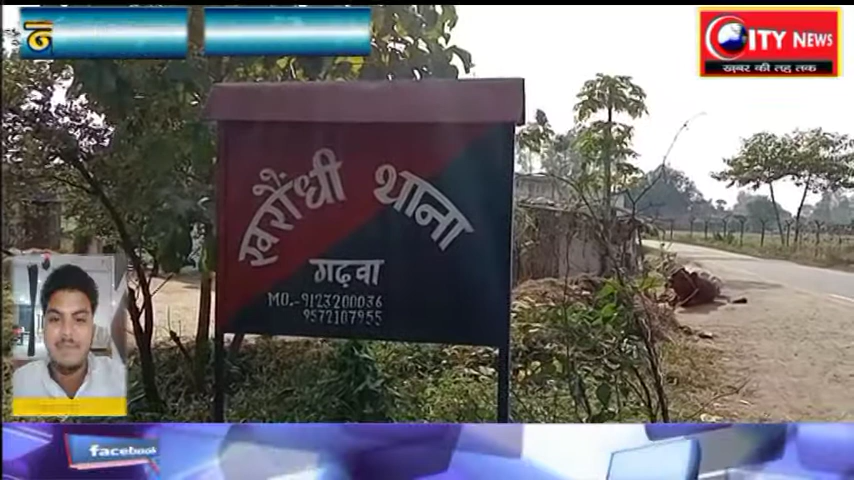 न
CITY NEWS
खबर की तह तक
खरौंधी थाना
गढ़वा
MO.-9123200036
9572107955
facebook